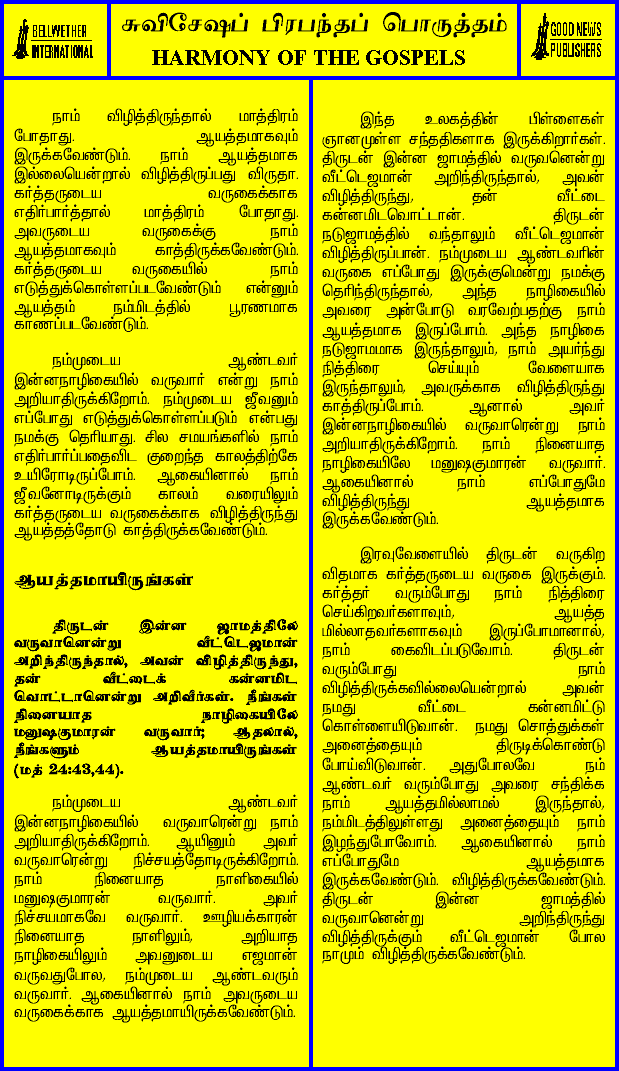 BELLWETHER
INTERNATIONAL
சுவிசேஷப் பிரபந்தப் பொருத்தம்
HARMONY OF THE GOSPELS
GOOD NEWS
PUBLISHERS
நாம் விழித்திருந்தால் மாத்திரம்
போதாது. ஆயத்தமாகவும்
இருக்கவேண்டும். நாம் ஆயத்தமாக
இல்லையென்றால் விழித்திருப்பது விருதா.
கர்த்தருடைய வருகைக்காக
எதிர்பார்த்தால் மாத்திரம் போதாது.
அவருடைய வருகைக்கு நாம்
ஆயத்தமாகவும் காத்திருக்கவேண்டும்.
கர்த்தருடைய வருகையில் நாம்
எடுத்துக்கொள்ளப்படவேண்டும் என்னும்
ஆயத்தம் நம்மிடத்தில் பூரணமாக
காணப்படவேண்டும்.
நம்முடைய ஆண்டவர்
இன்னநாழிகையில் வருவார் என்று நாம்
அறியாதிருக்கிறோம். நம்முடைய ஜீவனும்
எப்போது எடுத்துக்கொள்ளப்படும் என்பது
நமக்கு தெரியாது. சில சமயங்களில் நாம்
எதிர்பார்ப்பதைவிட குறைந்த காலத்திற்கே
உயிரோடிருப்போம். ஆகையினால் நாம்
ஜீவனோடிருக்கும் காலம் வரையிலும்
கர்த்தருடைய வருகைக்காக விழித்திருந்து
ஆயத்தத்தோடு காத்திருக்கவேண்டும்.
ஆயத்தமாயிருங்கள்
திருடன் இன்ன ஜாமத்திலே
வருவானென்று வீட்டெஜமான்
அறிந்திருந்தால், அவன் விழித்திருந்து,
தன் வீட்டைக் கன்னமிட
வொட்டானென்று அறிவீர்கள். நீங்கள்
நினையாத நாழிகையிலே
மனுஷகுமாரன் வருவார்; ஆதலால்,
நீங்களும் ஆயத்தமாயிருங்கள்
(மத் 24:43,44).
நம்முடைய ஆண்டவர்
இன்னநாழிகையில் வருவாரென்று நாம்
அறியாதிருக்கிறோம். ஆயினும் அவர்
வருவாரென்று நிச்சயத்தோடிருக்கிறோம்.
நாம் நினையாத நாளிகையில்
மனுஷகுமாரன் வருவார். அவர்
நிச்சயமாகவே வருவார். ஊழியக்காரன்
நினையாத நாளிலும், அறியாத
நாழிகையிலும் அவனுடைய எஜமான்
வருவதுபோல, நம்முடைய ஆண்டவரும்
வருவார். ஆகையினால் நாம் அவருடைய
வருகைக்காக ஆயத்தமாயிருக்கவேண்டும்.
இந்த உலகத்தின் பிள்ளைகள்
ஞானமுள்ள சந்ததிகளாக இருக்கிறார்கள்.
திருடன் இன்ன ஜாமத்தில் வருவனென்று
வீட்டெஜமான் அறிந்திருந்தால், அவன்
விழித்திருந்து, தன் வீட்டை
கன்னமிடவொட்டான். திருடன்
நடுஜாமத்தில் வந்தாலும் வீட்டெஜமான்
விழித்திருப்பான். நம்முடைய ஆண்டவரின்
வருகை எப்போது இருக்குமென்று நமக்கு
தெரிந்திருந்தால், அந்த நாழிகையில்
அவரை அன்போடு வரவேற்பதற்கு நாம்
ஆயத்தமாக இருப்போம். அந்த நாழிகை
நடுஜாமமாக இருந்தாலும், நாம் அயர்ந்து
நித்திரை செய்யும் வேளையாக
இருந்தாலும், அவருக்காக விழித்திருந்து
காத்திருப்போம். ஆனால் அவர்
இன்னநாழிகையில் வருவாரென்று நாம்
அறியாதிருக்கிறோம். நாம் நினையாத
நாழிகையிலே மனுஷகுமாரன் வருவார்.
ஆகையினால் நாம் எப்போதுமே
விழித்திருந்து ஆயத்தமாக
இருக்கவேண்டும்.
இரவுவேளையில் திருடன் வருகிற
விதமாக கர்த்தருடைய வருகை இருக்கும்.
கர்த்தர் வரும்போது நாம் நித்திரை
செய்கிறவர்களாவும், ஆயத்த
மில்லாதவர்களாகவும் இருப்போமானால்,
நாம் கைவிடப்படுவோம். திருடன்
வரும்போது நாம்
விழித்திருக்கவில்லையென்றால் அவன்
நமது வீட்டை கன்னமிட்டு
கொள்ளையிடுவான். நமது சொத்துக்கள்
அனைத்தையும் திருடிக்கொண்டு
போய்விடுவான். அதுபோலவே நம்
ஆண்டவர் வரும்போது அவரை சந்திக்க
நாம் ஆயத்தமில்லாமல் இருந்தால்,
நம்மிடத்திலுள்ளது அனைத்தையும் நாம்
இழந்துபோவோம். ஆகையினால் நாம்
எப்போதுமே ஆயத்தமாக
இருக்கவேண்டும். விழித்திருக்கவேண்டும்.
திருடன் இன்ன ஜாமத்தில்
வருவானென்று அறிந்திருந்து
விழித்திருக்கும் வீட்டெஜமான் போல
நாமும் விழித்திருக்கவேண்டும்.